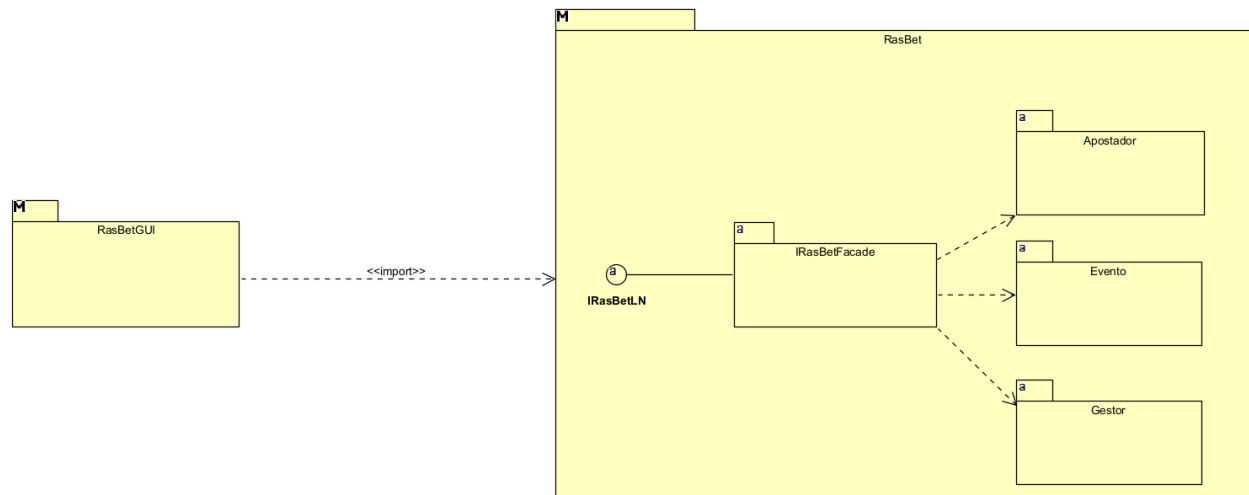 M
RasBet
a
Apostador
M
RasBetGUI
a
IRasBetFacade
a
Evento
<<import>>
a
IRasBetLN
a
Gestor